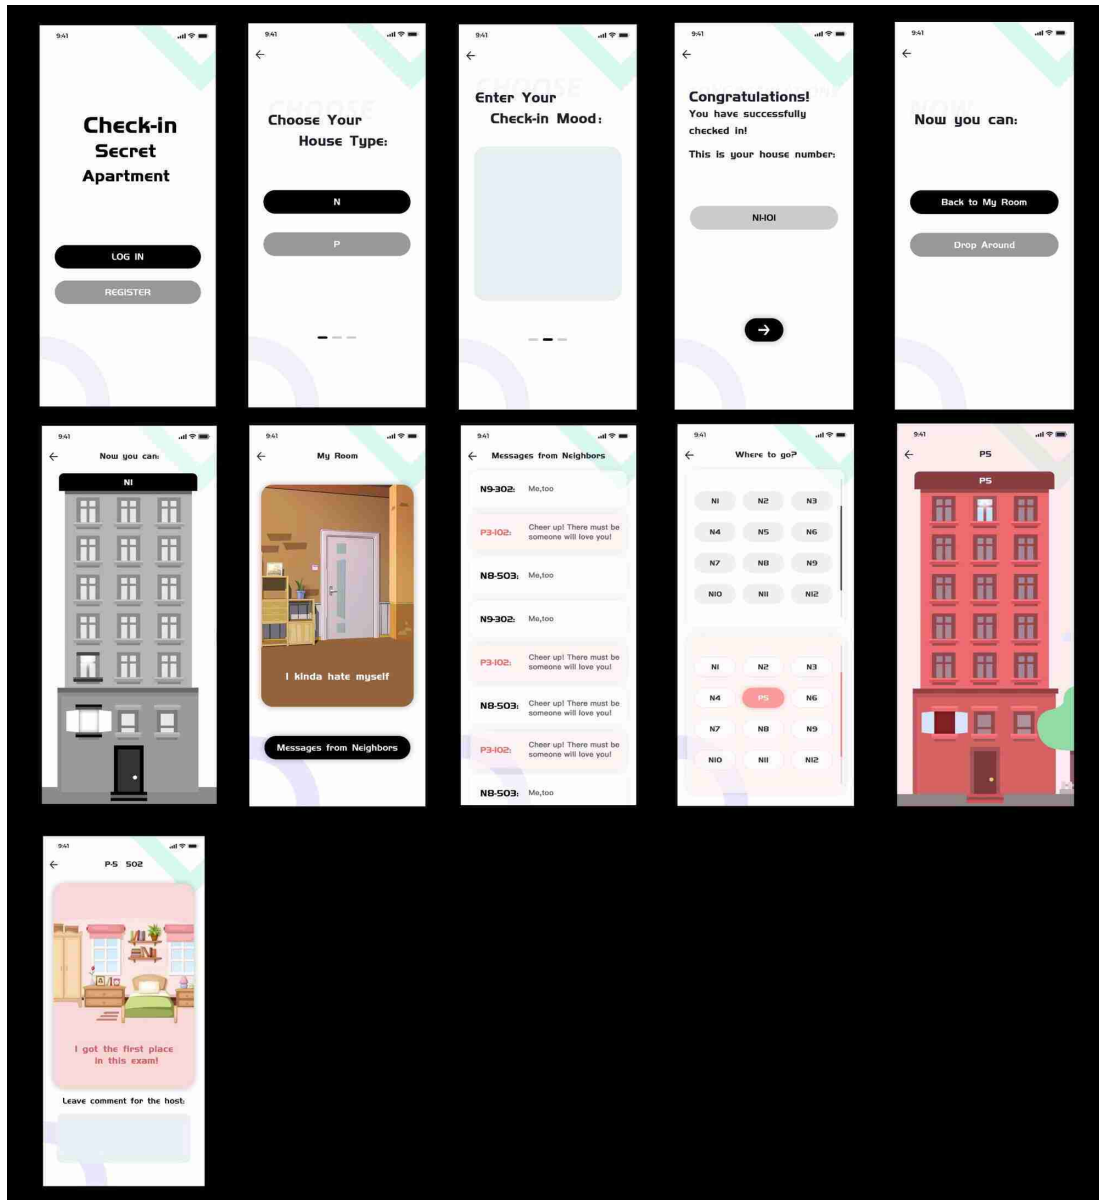 9:41
Check-in
Secret
Apartment
LOG IN
REGISTER
9:41
CHOOSE
Choose Your
House Type:
N
P
9:41
CHOOSE
Enter Your
Check-in Mood:
9:41
Congratulations!
You have successfully
checked in!
This is your house number:
N1-101
9:41
NOW
Now you can:
Back to My Room
Drop Around
9:41
Now you can:
N1
9:41
My Room
I kinda hate myself
Messages from Neighbors
9:41
Messages from Neighbors
N9-302: Me,too
P3-102: Cheer up! There must be
someone will love you!
N8-503: Me,too
N9-302: Me,too
P3-102: Cheer up! There must be
someone will love you!
N8-503: Cheer up! There must be
someone will love you!
P3-102: Cheer up! There must be
someone will love you!
N8-503: Me,too
9:41
Where to go?
N1 N2 N3
N4 N5 N6
N7 N8 N9
N10 N11 N12
N1 N2 N3
N4 P5 N6
N7 N8 N9
N10 N11 N12
9:41
P5
P5
9:41
P-5 502
I got the first place
in this exam!
Leave comment for the host: